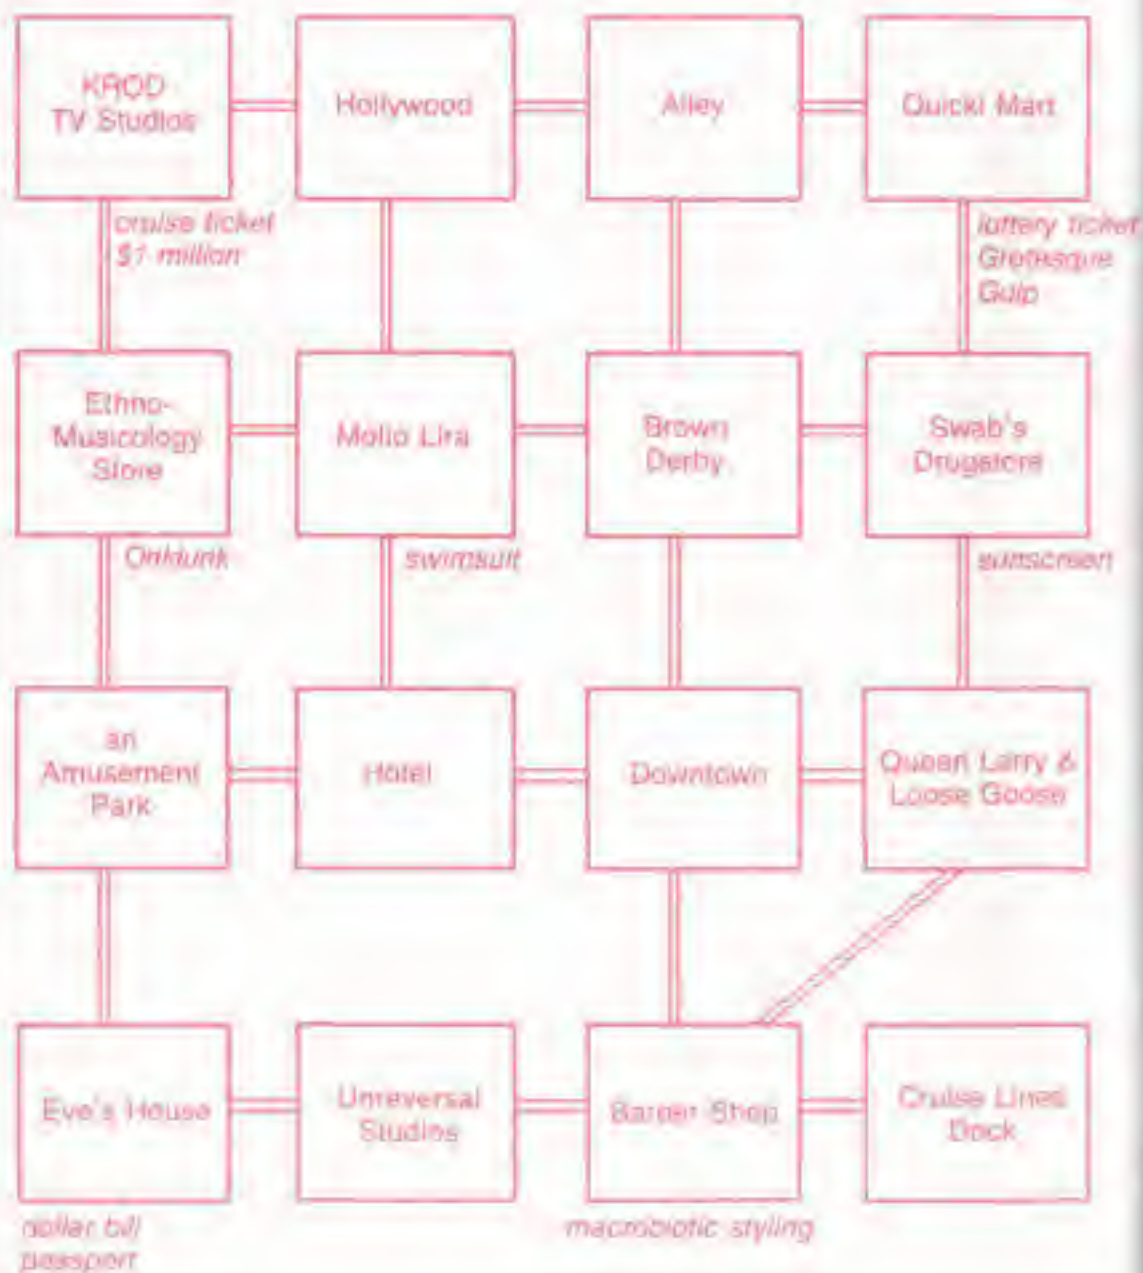 KROD
TV Studios
Hollywood
Alley
Quicki Mart
cruise ticket
$1 million
lottery ticket
Grotesque
Gulp
Ethno-
Musicology
Store
Molto Lira
Brown
Derby
Swab's
Drugstore
Onklunk
swimsuit
sunscreen
an
Amusement
Park
Hotel
Downtown
Queen Larry &
Loose Goose
Eve's House
Unreversal
Studios
Barber Shop
Cruise Lines
Dock
dollar bill
passport
macrobiotic styling